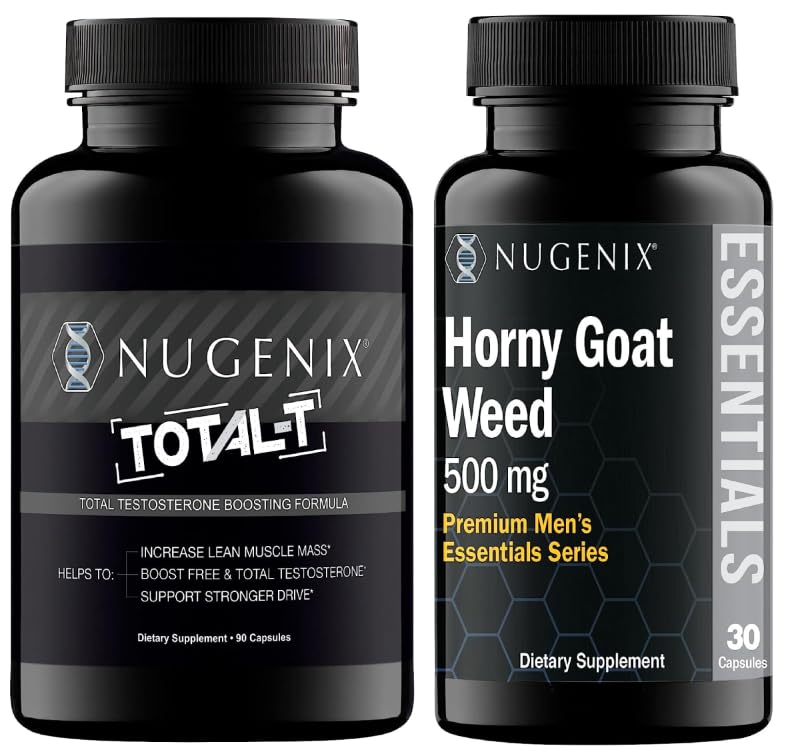 NUGENIX®
TOTAL-T
TOTAL TESTOSTERONE BOOSTING FORMULA
HELPS TO:
INCREASE LEAN MUSCLE MASS*
BOOST FREE & TOTAL TESTOSTERONE*
SUPPORT STRONGER DRIVE*
Dietary Supplement • 90 Capsules
NUGENIX®
Horny Goat
Weed
500 mg
Premium Men's
Essentials Series
Dietary Supplement
ESSENTIALS
30
Capsules